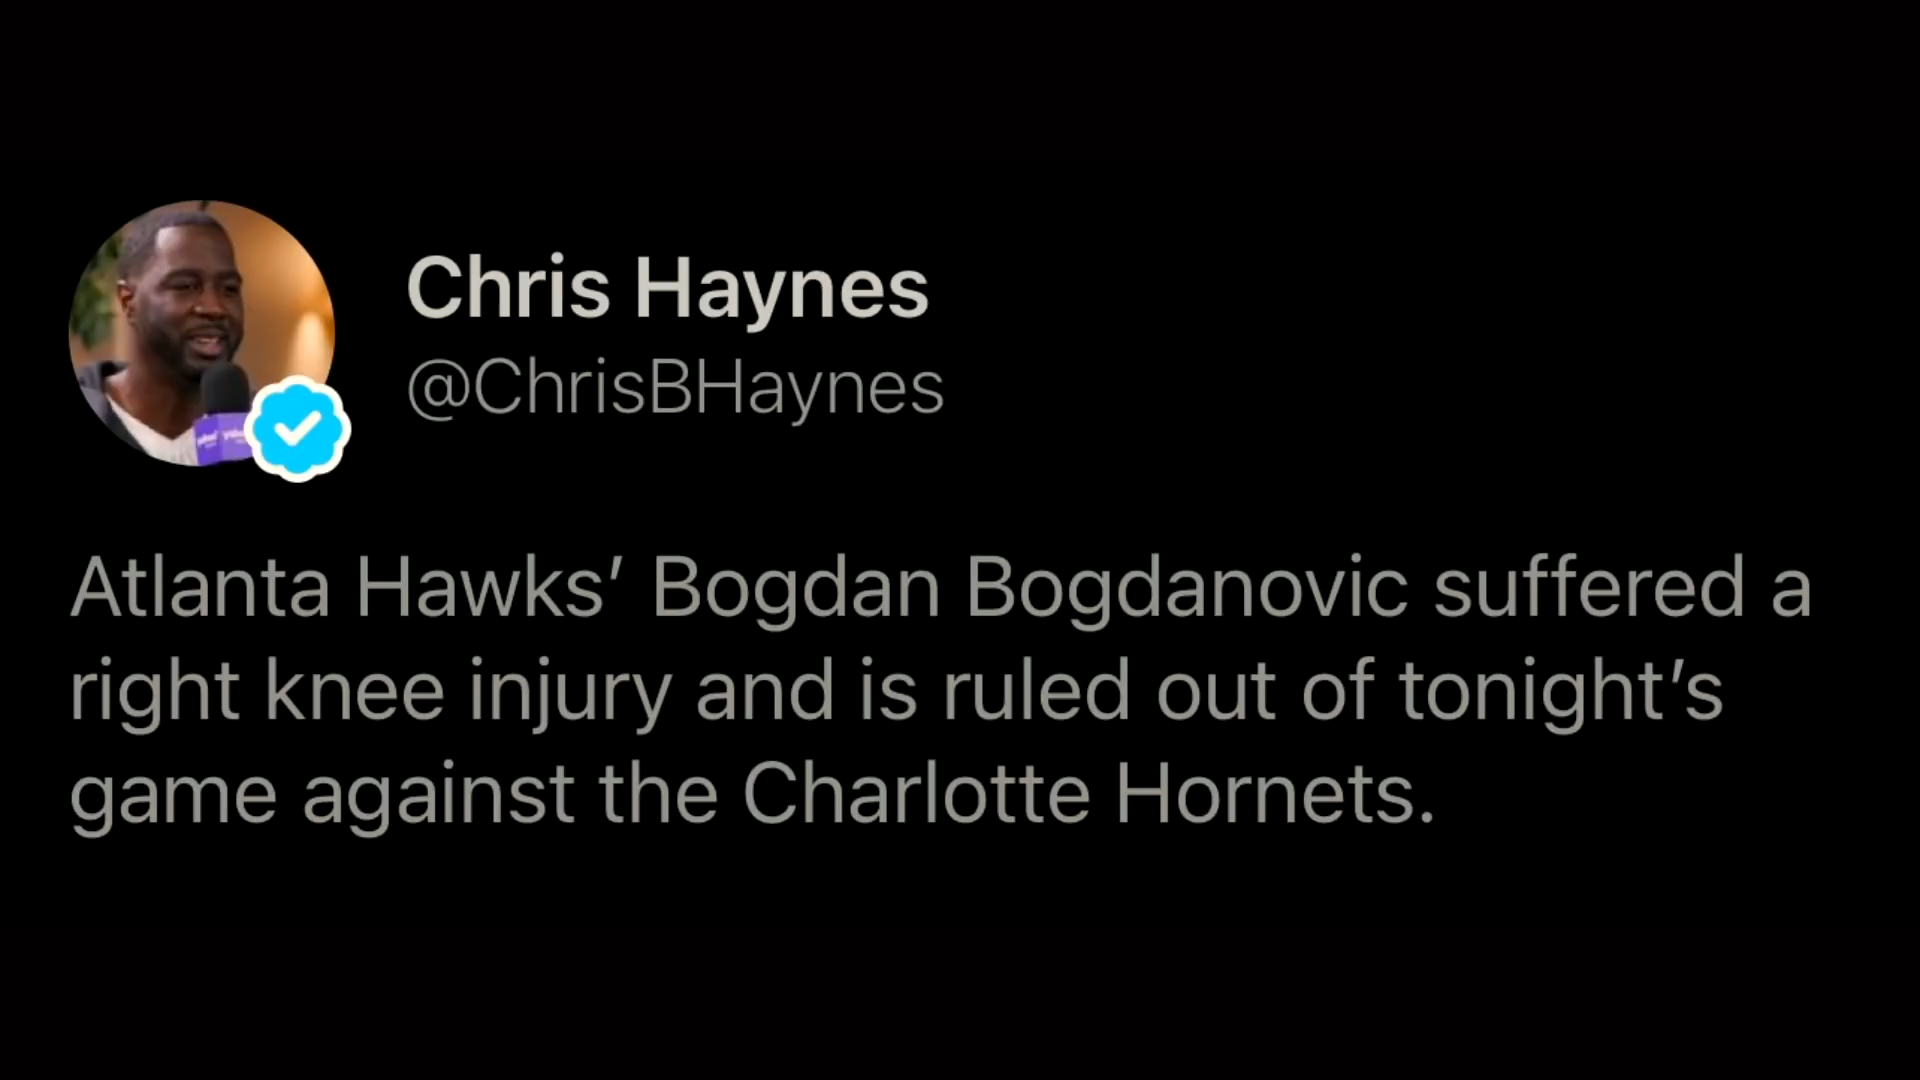 Chris Haynes
@ChrisBHaynes
Atlanta Hawks’ Bogdan Bogdanovic suffered a
right knee injury and is ruled out of tonight’s
game against the Charlotte Hornets.